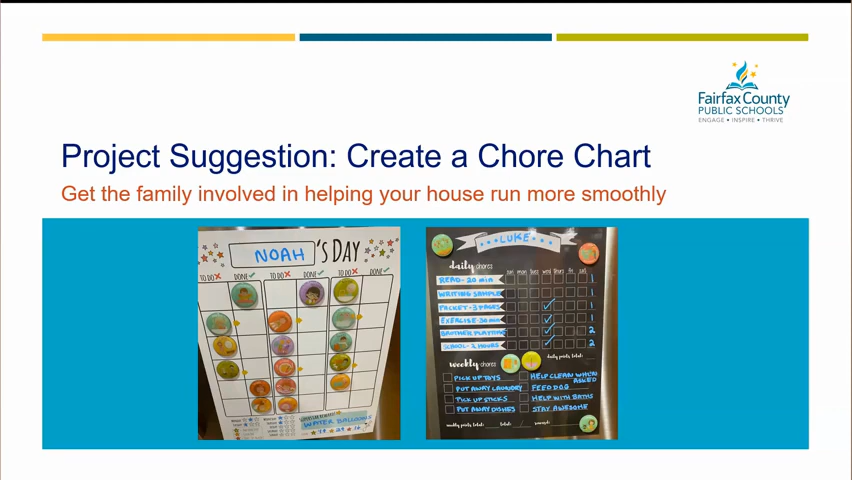 Fairfax County
PUBLIC SCHOOLS
ENGAGE • INSPIRE • THRIVE
Project Suggestion: Create a Chore Chart
Get the family involved in helping your house run more smoothly
NOAH 'S DAY
TO DO DONE TO DO DONE TO DO DONE
WATER BALLOONS
LUKE
daily chores
sun mon tues wed thurs fri sat
READ - 20 min 1
WRITING SAMPLE 1
PACKET - 3 PAGES 1
EXERCISE - 30 min 1
BROTHER PLAYTIME 2
SCHOOL - 2 HOURS 2
daily points total:
weekly chores
PICK UP TOYS
HELP CLEAN WHEN ASKED
PUT AWAY LAUNDRY
FEED DOG
PICK UP STICKS
HELP WITH BATHS
PUT AWAY DISHES
STAY AWESOME
weekly points total: total: reward: